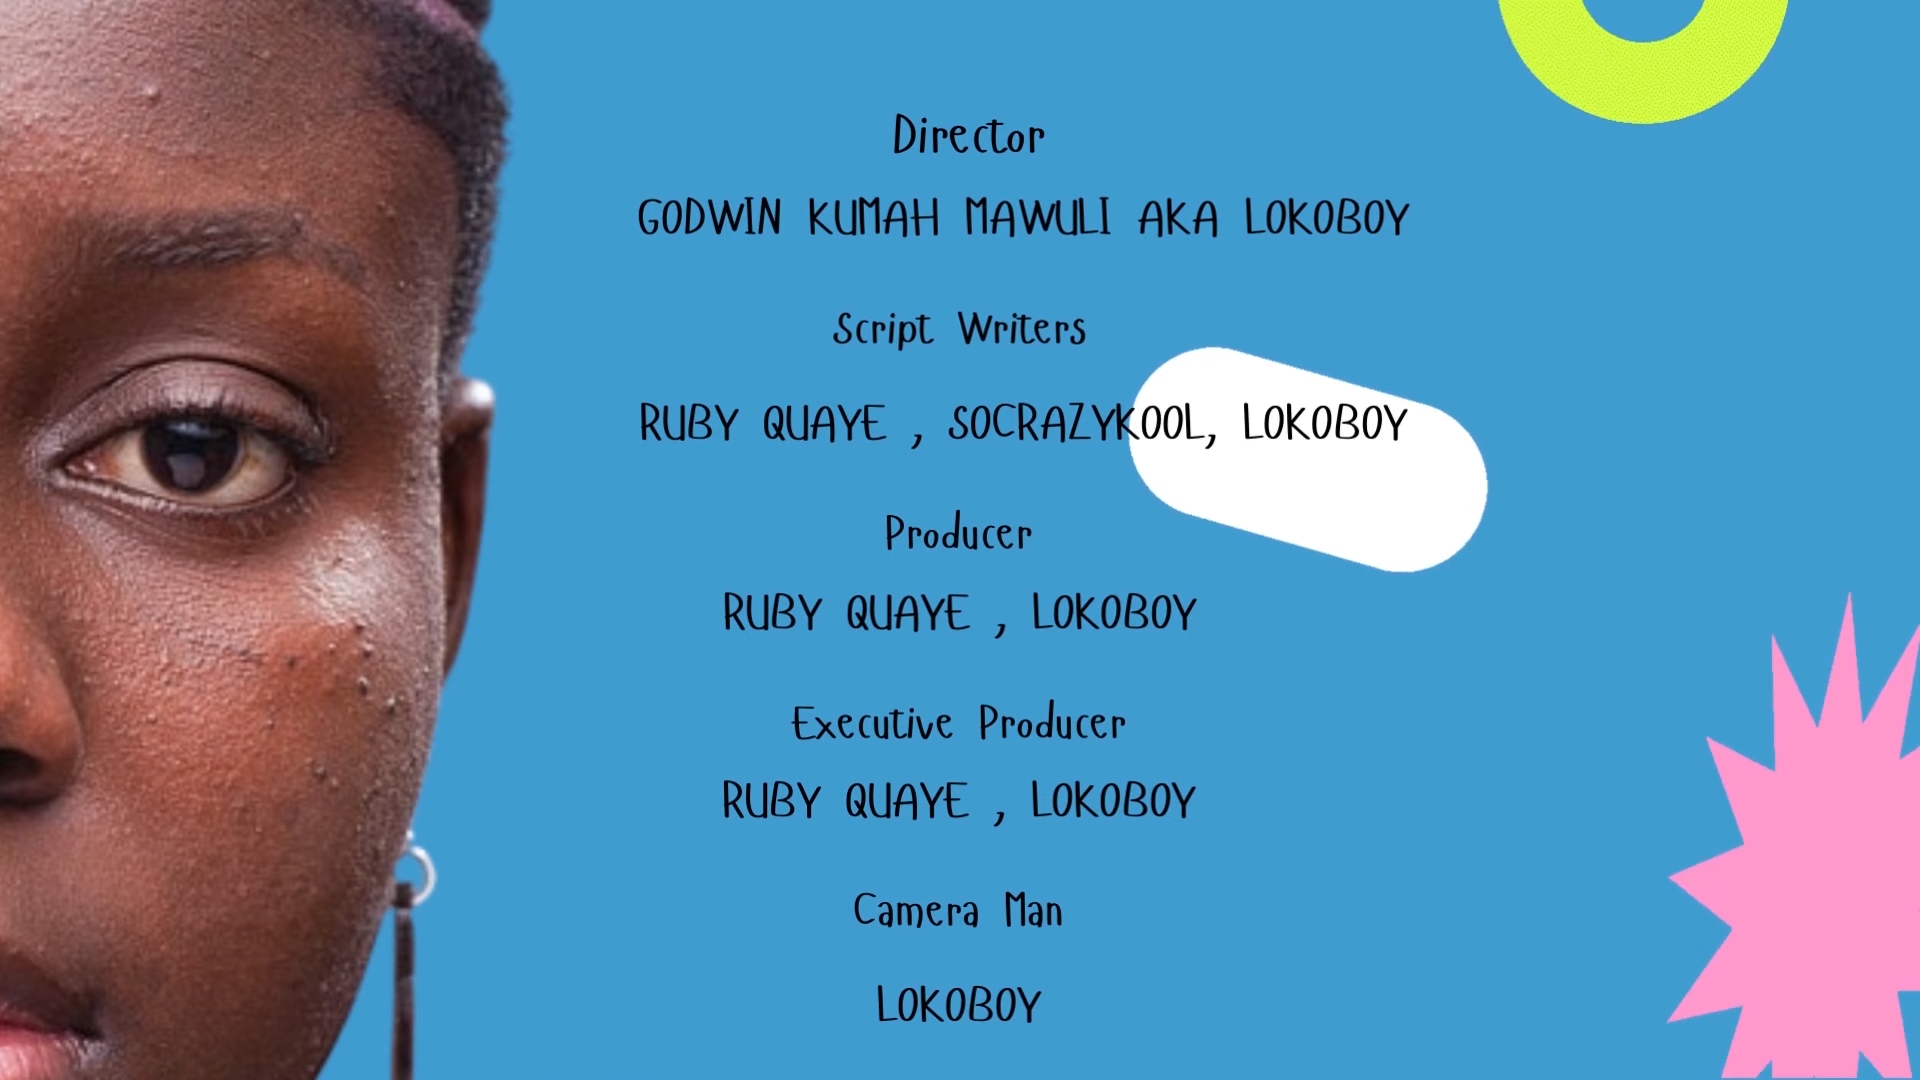 Director
GODWIN KUMAH MAWULI AKA LOKOBOY
Script Writers
RUBY QUAYE , SOCRAZYKOOL, LOKOBOY
Producer
RUBY QUAYE , LOKOBOY
Executive Producer
RUBY QUAYE , LOKOBOY
Camera Man
LOKOBOY